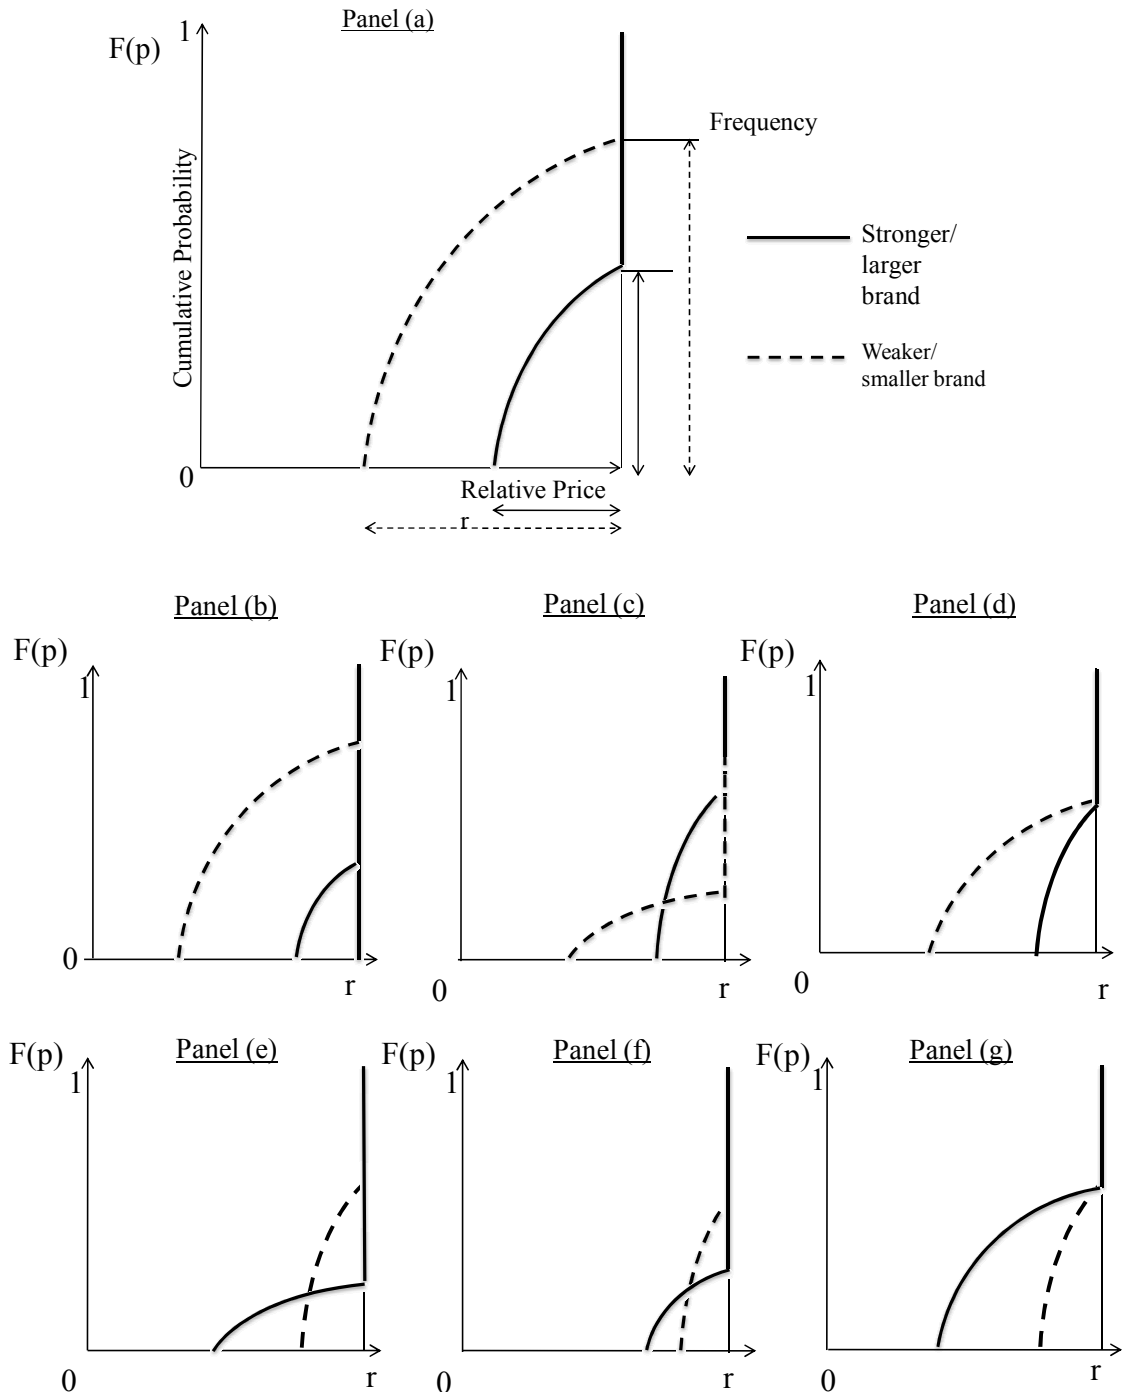 Panel (a)
1
F(p)
Cumulative Probability
Frequency
Stronger/
larger
brand
Weaker/
smaller brand
0
Relative Price
r
Panel (b)
Panel (c)
Panel (d)
F(p)
F(p)
F(p)
1
1
1
0
0
0
r
r
r
Panel (e)
Panel (f)
Panel (g)
F(p)
F(p)
F(p)
1
1
1
0
0
0
r
r
r